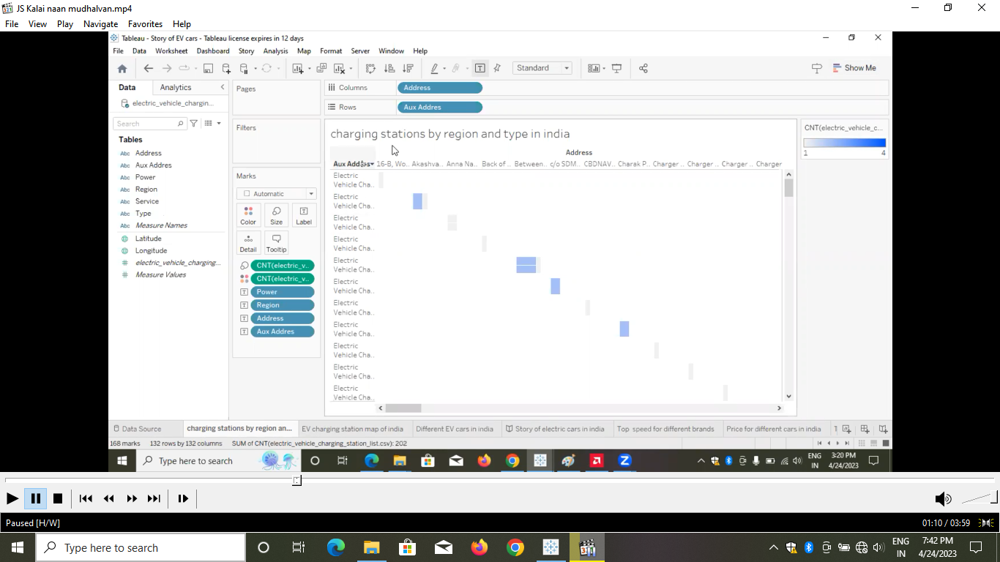 JS Kalai naan mudhalvan.mp4
File View Play Navigate Favorites Help
Tableau - Story of EV cars - Tableau license expires in 12 days
File Data Worksheet Dashboard Story Analysis Map Format Server Window Help
Standard
Show Me
Data Analytics
electric_vehicle_chargin...
Search
Tables
Abc Address
Abc Aux Addres
Abc Power
Abc Region
Abc Service
Abc Type
Abc Measure Names
Latitude
Longitude
# electric_vehicle_charging...
# Measure Values
Pages
Filters
Marks
Automatic
Color Size Label
Detail Tooltip
CNT(electric_v..
CNT(electric_v..
Power
Region
Address
Aux Addres
Columns Address
Rows Aux Addres
charging stations by region and type in india
Address
16-B, Wo.. Akashva.. Anna Na.. Back of .. Between.. c/o SDM.. CBDNAV.. Charak P.. Charger .. Charger .. Charger .. Charger
Electric
Vehicle Cha..
Electric
Vehicle Cha..
Electric
Vehicle Cha..
Electric
Vehicle Cha..
Electric
Vehicle Cha..
Electric
Vehicle Cha..
Electric
Vehicle Cha..
Electric
Vehicle Cha..
Electric
Vehicle Cha..
Electric
Vehicle Cha..
Electric
Vehicle Cha..
CNT(electric_vehicle_c...
1 4
Data Source charging stations by region an... EV charging station map of india Different EV cars in india Story of electric cars in india Top speed for different brands Price for different cars in india
168 marks 132 rows by 132 columns SUM of CNT(electric_vehicle_charging_station_list.csv): 202
Type here to search
ENG
IN
3:20 PM
4/24/2023
Paused [H/W]
01:10 / 03:59
Type here to search
ENG
IN
7:42 PM
4/24/2023